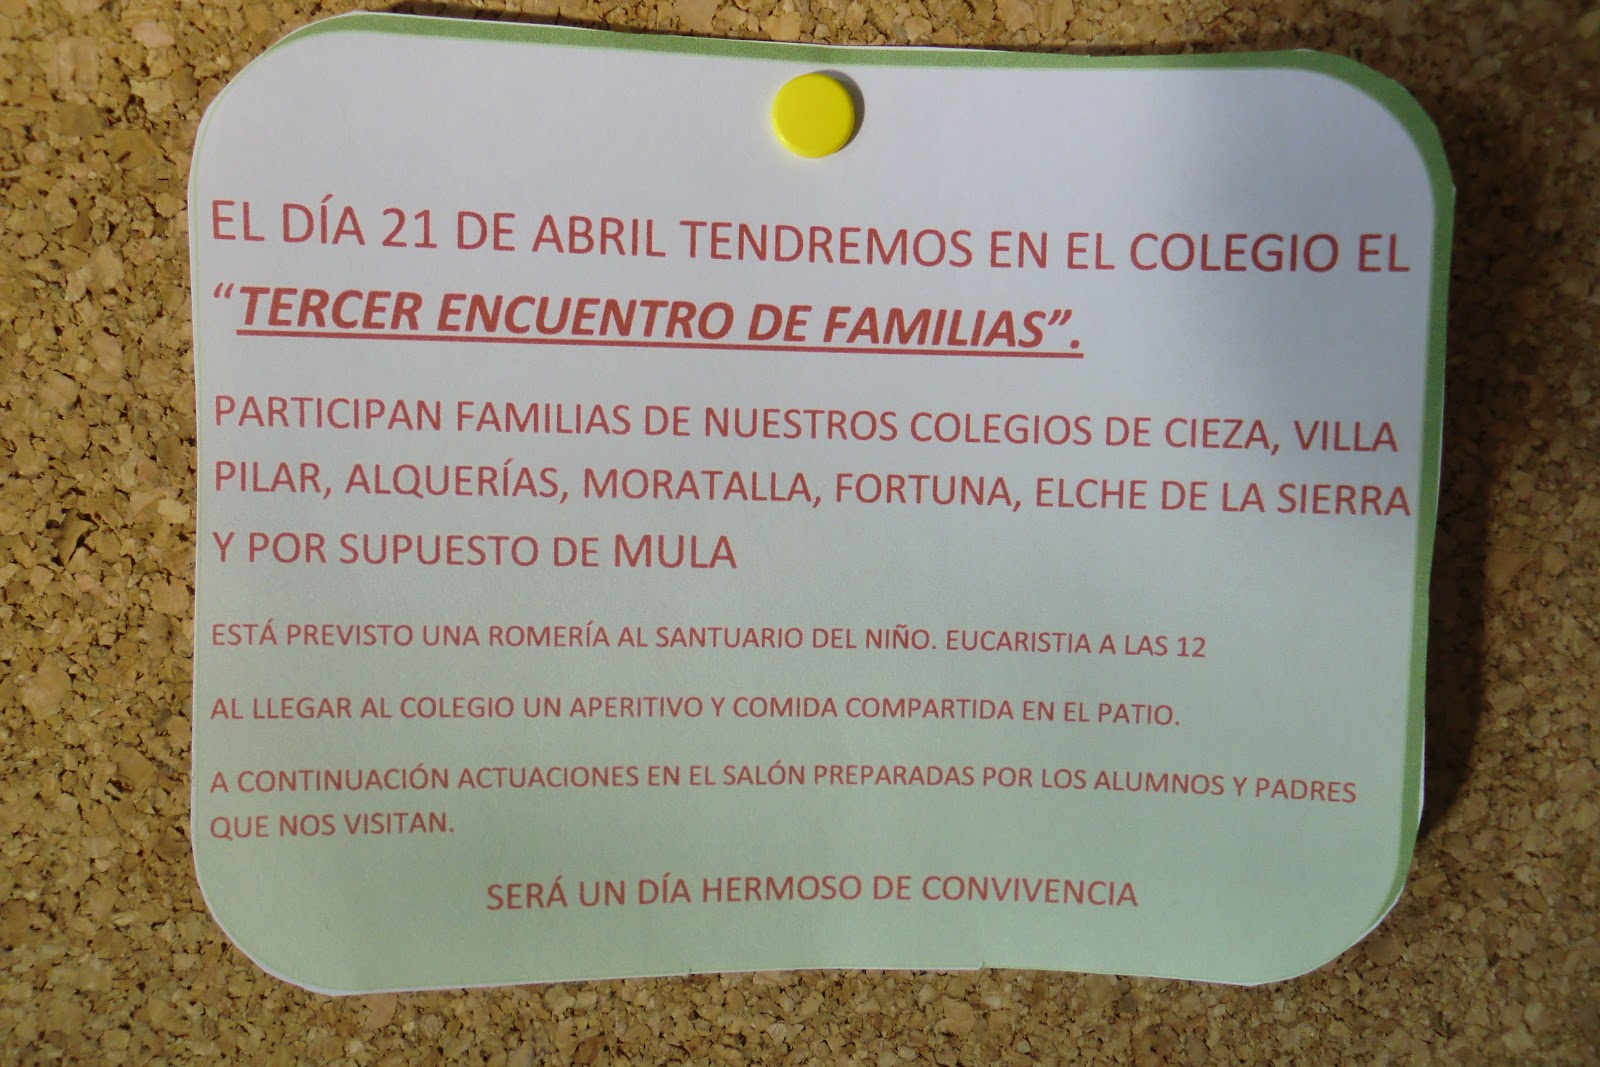 EL DÍA 21 DE ABRIL TENDREMOS EN EL COLEGIO EL
“TERCER ENCUENTRO DE FAMILIAS”.
PARTICIPAN FAMILIAS DE NUESTROS COLEGIOS DE CIEZA, VILLA
PILAR, ALQUERÍAS, MORATALLA, FORTUNA, ELCHE DE LA SIERRA
Y POR SUPUESTO DE MULA
ESTÁ PREVISTO UNA ROMERÍA AL SANTUARIO DEL NIÑO. EUCARISTIA A LAS 12
AL LLEGAR AL COLEGIO UN APERITIVO Y COMIDA COMPARTIDA EN EL PATIO.
A CONTINUACIÓN ACTUACIONES EN EL SALÓN PREPARADAS POR LOS ALUMNOS Y PADRES
QUE NOS VISITAN.
SERÁ UN DÍA HERMOSO DE CONVIVENCIA